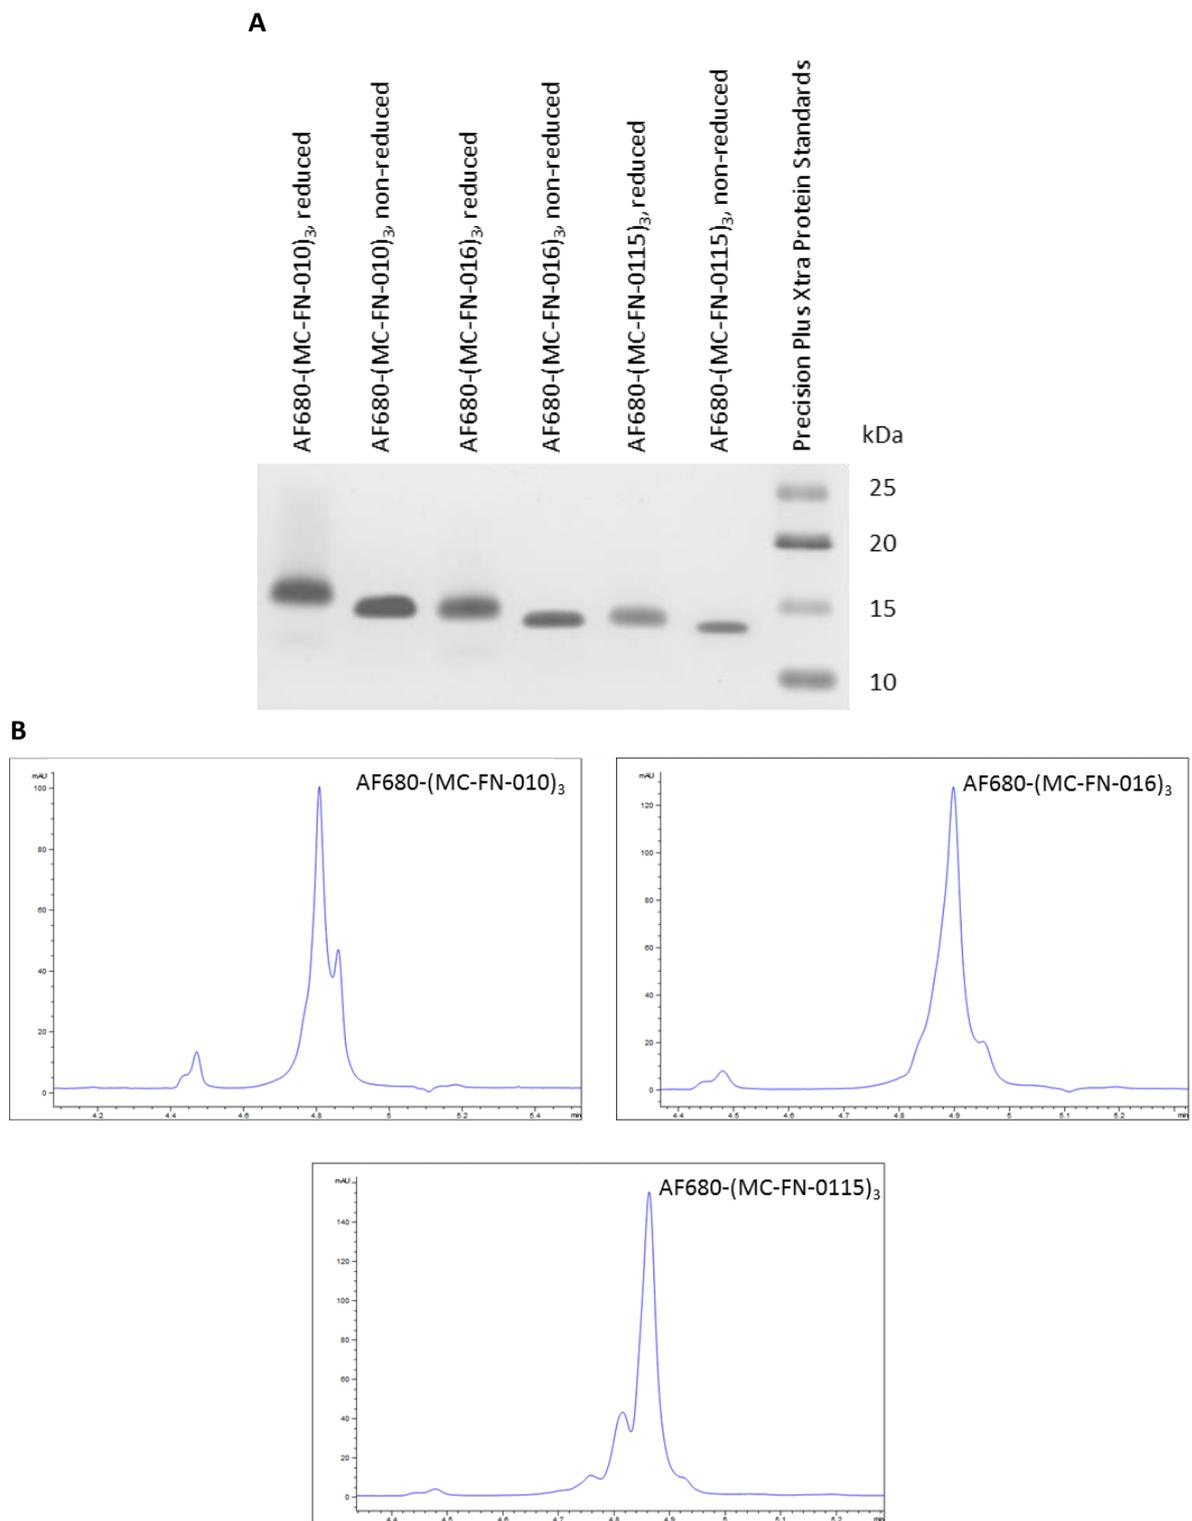 A
AF680-(MC-FN-010)3, reduced
AF680-(MC-FN-010)3, non-reduced
AF680-(MC-FN-016)3, reduced
AF680-(MC-FN-016)3, non-reduced
AF680-(MC-FN-0115)3, reduced
AF680-(MC-FN-0115)3, non-reduced
Precision Plus Xtra Protein Standards
kDa
25
20
15
10
B
AF680-(MC-FN-010)3
mAU
100
80
60
40
20
0
4.2 4.4 4.6 4.8 5 5.2 5.4 min
AF680-(MC-FN-016)3
mAU
120
100
80
60
40
20
0
4.4 4.5 4.6 4.7 4.8 4.9 5 5.1 5.2 min
AF680-(MC-FN-0115)3
mAU
140
120
100
80
60
40
20
0